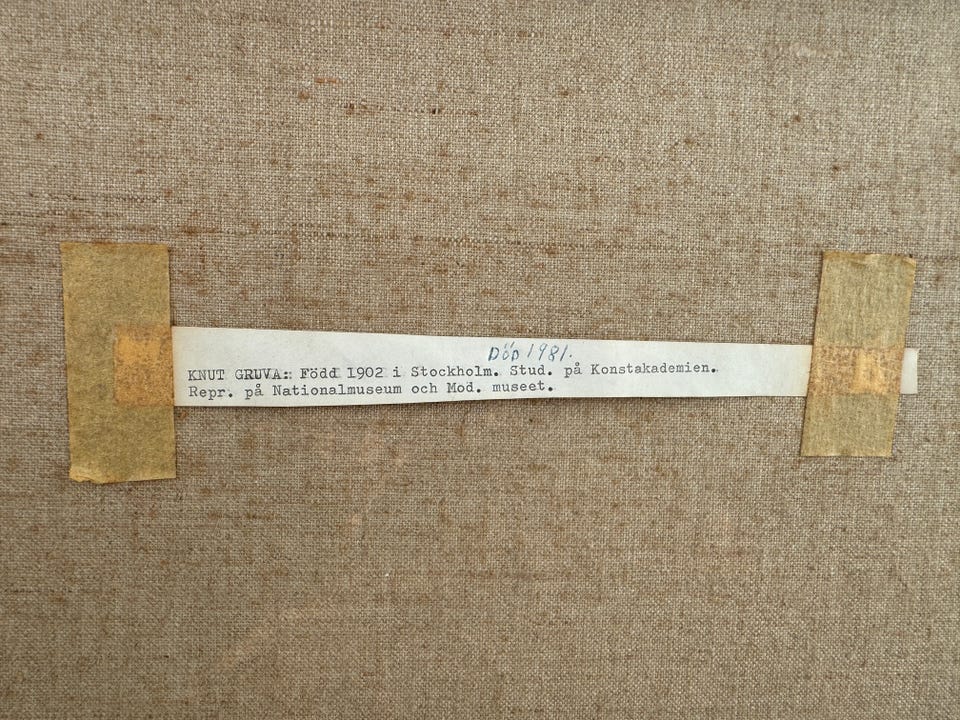 DöD 1981.
KNUT GRUVA: Född 1902 i Stockholm. Stud. på Konstakademien.
Repr. på Nationalmuseum och Mod. museet.